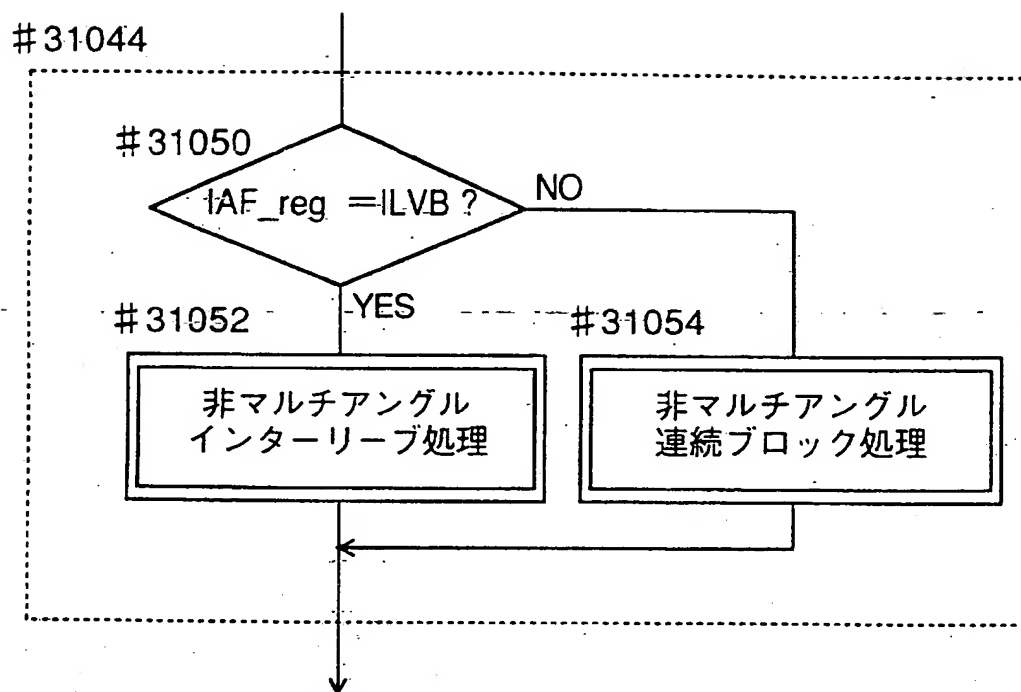 #31044
#31050
IAF_reg =ILVB ?
NO
YES
#31052
#31054
非マルチアングル
インターリーブ処理
非マルチアングル
連続ブロック処理